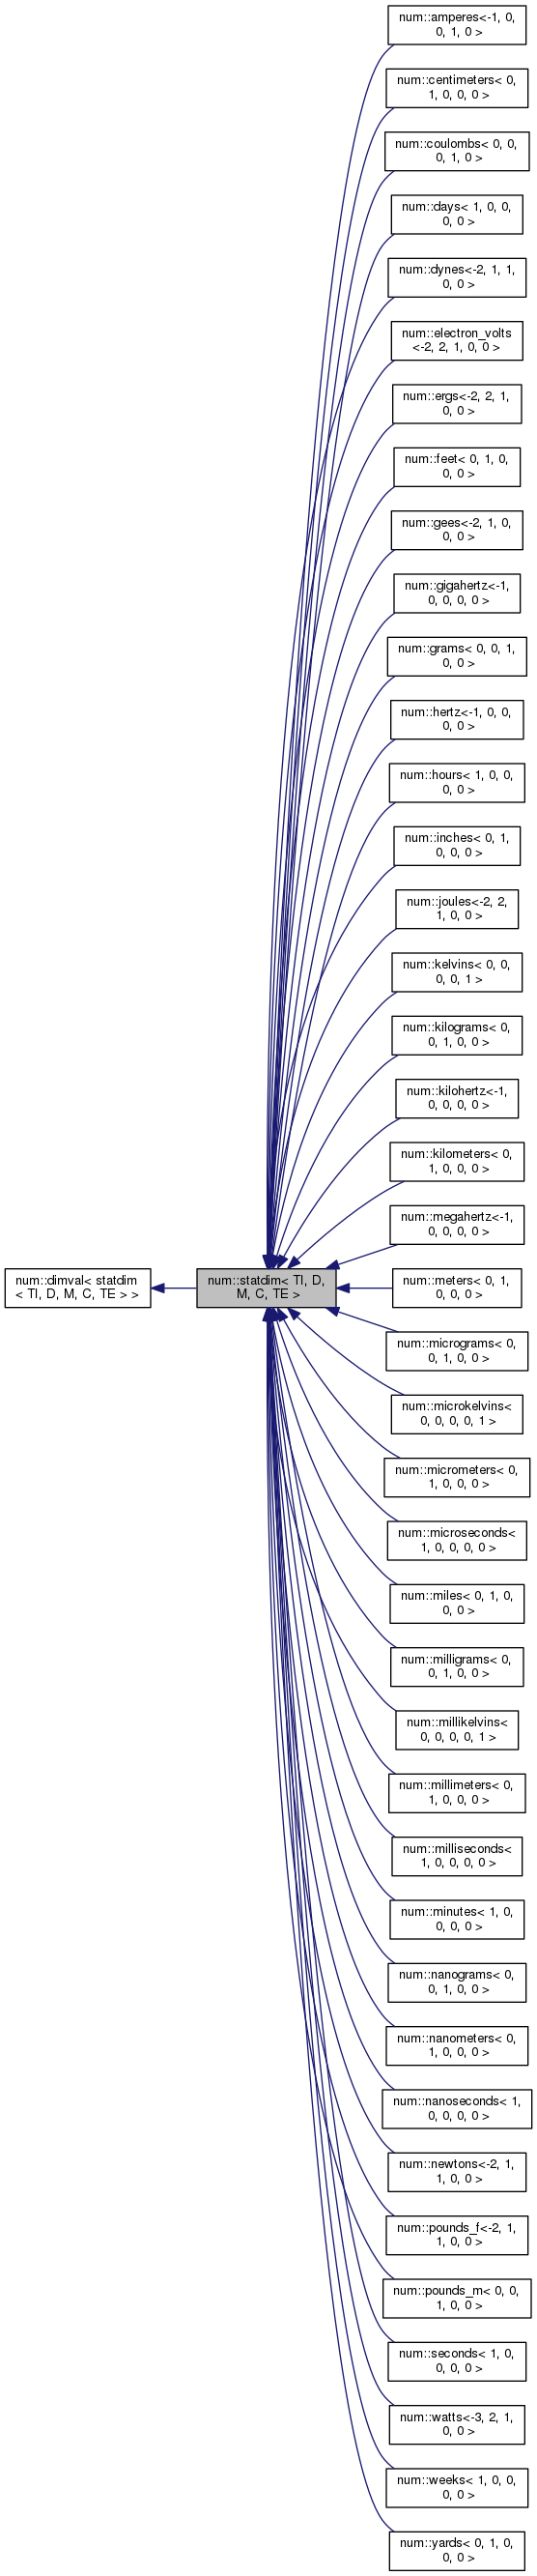 num::amperes<-1, 0,
0, 1, 0 >
num::centimeters< 0,
1, 0, 0, 0 >
num::coulombs< 0, 0,
0, 1, 0 >
num::days< 1, 0, 0,
0, 0 >
num::dynes<-2, 1, 1,
0, 0 >
num::electron_volts
<-2, 2, 1, 0, 0 >
num::ergs<-2, 2, 1,
0, 0 >
num::feet< 0, 1, 0,
0, 0 >
num::gees<-2, 1, 0,
0, 0 >
num::gigahertz<-1,
0, 0, 0, 0 >
num::grams< 0, 0, 1,
0, 0 >
num::hertz<-1, 0, 0,
0, 0 >
num::hours< 1, 0, 0,
0, 0 >
num::inches< 0, 1,
0, 0, 0 >
num::joules<-2, 2,
1, 0, 0 >
num::kelvins< 0, 0,
0, 0, 1 >
num::kilograms< 0,
0, 1, 0, 0 >
num::kilohertz<-1,
0, 0, 0, 0 >
num::kilometers< 0,
1, 0, 0, 0 >
num::megahertz<-1,
0, 0, 0, 0 >
num::dimval< statdim
< TI, D, M, C, TE > >
num::statdim< TI, D,
M, C, TE >
num::meters< 0, 1,
0, 0, 0 >
num::micrograms< 0,
0, 1, 0, 0 >
num::microkelvins<
0, 0, 0, 0, 1 >
num::micrometers< 0,
1, 0, 0, 0 >
num::microseconds<
1, 0, 0, 0, 0 >
num::miles< 0, 1, 0,
0, 0 >
num::milligrams< 0,
0, 1, 0, 0 >
num::millikelvins<
0, 0, 0, 0, 1 >
num::millimeters< 0,
1, 0, 0, 0 >
num::milliseconds<
1, 0, 0, 0, 0 >
num::minutes< 1, 0,
0, 0, 0 >
num::nanograms< 0,
0, 1, 0, 0 >
num::nanometers< 0,
1, 0, 0, 0 >
num::nanoseconds< 1,
0, 0, 0, 0 >
num::newtons<-2, 1,
1, 0, 0 >
num::pounds_f<-2, 1,
1, 0, 0 >
num::pounds_m< 0, 0,
1, 0, 0 >
num::seconds< 1, 0,
0, 0, 0 >
num::watts<-3, 2, 1,
0, 0 >
num::weeks< 1, 0, 0,
0, 0 >
num::yards< 0, 1, 0,
0, 0 >